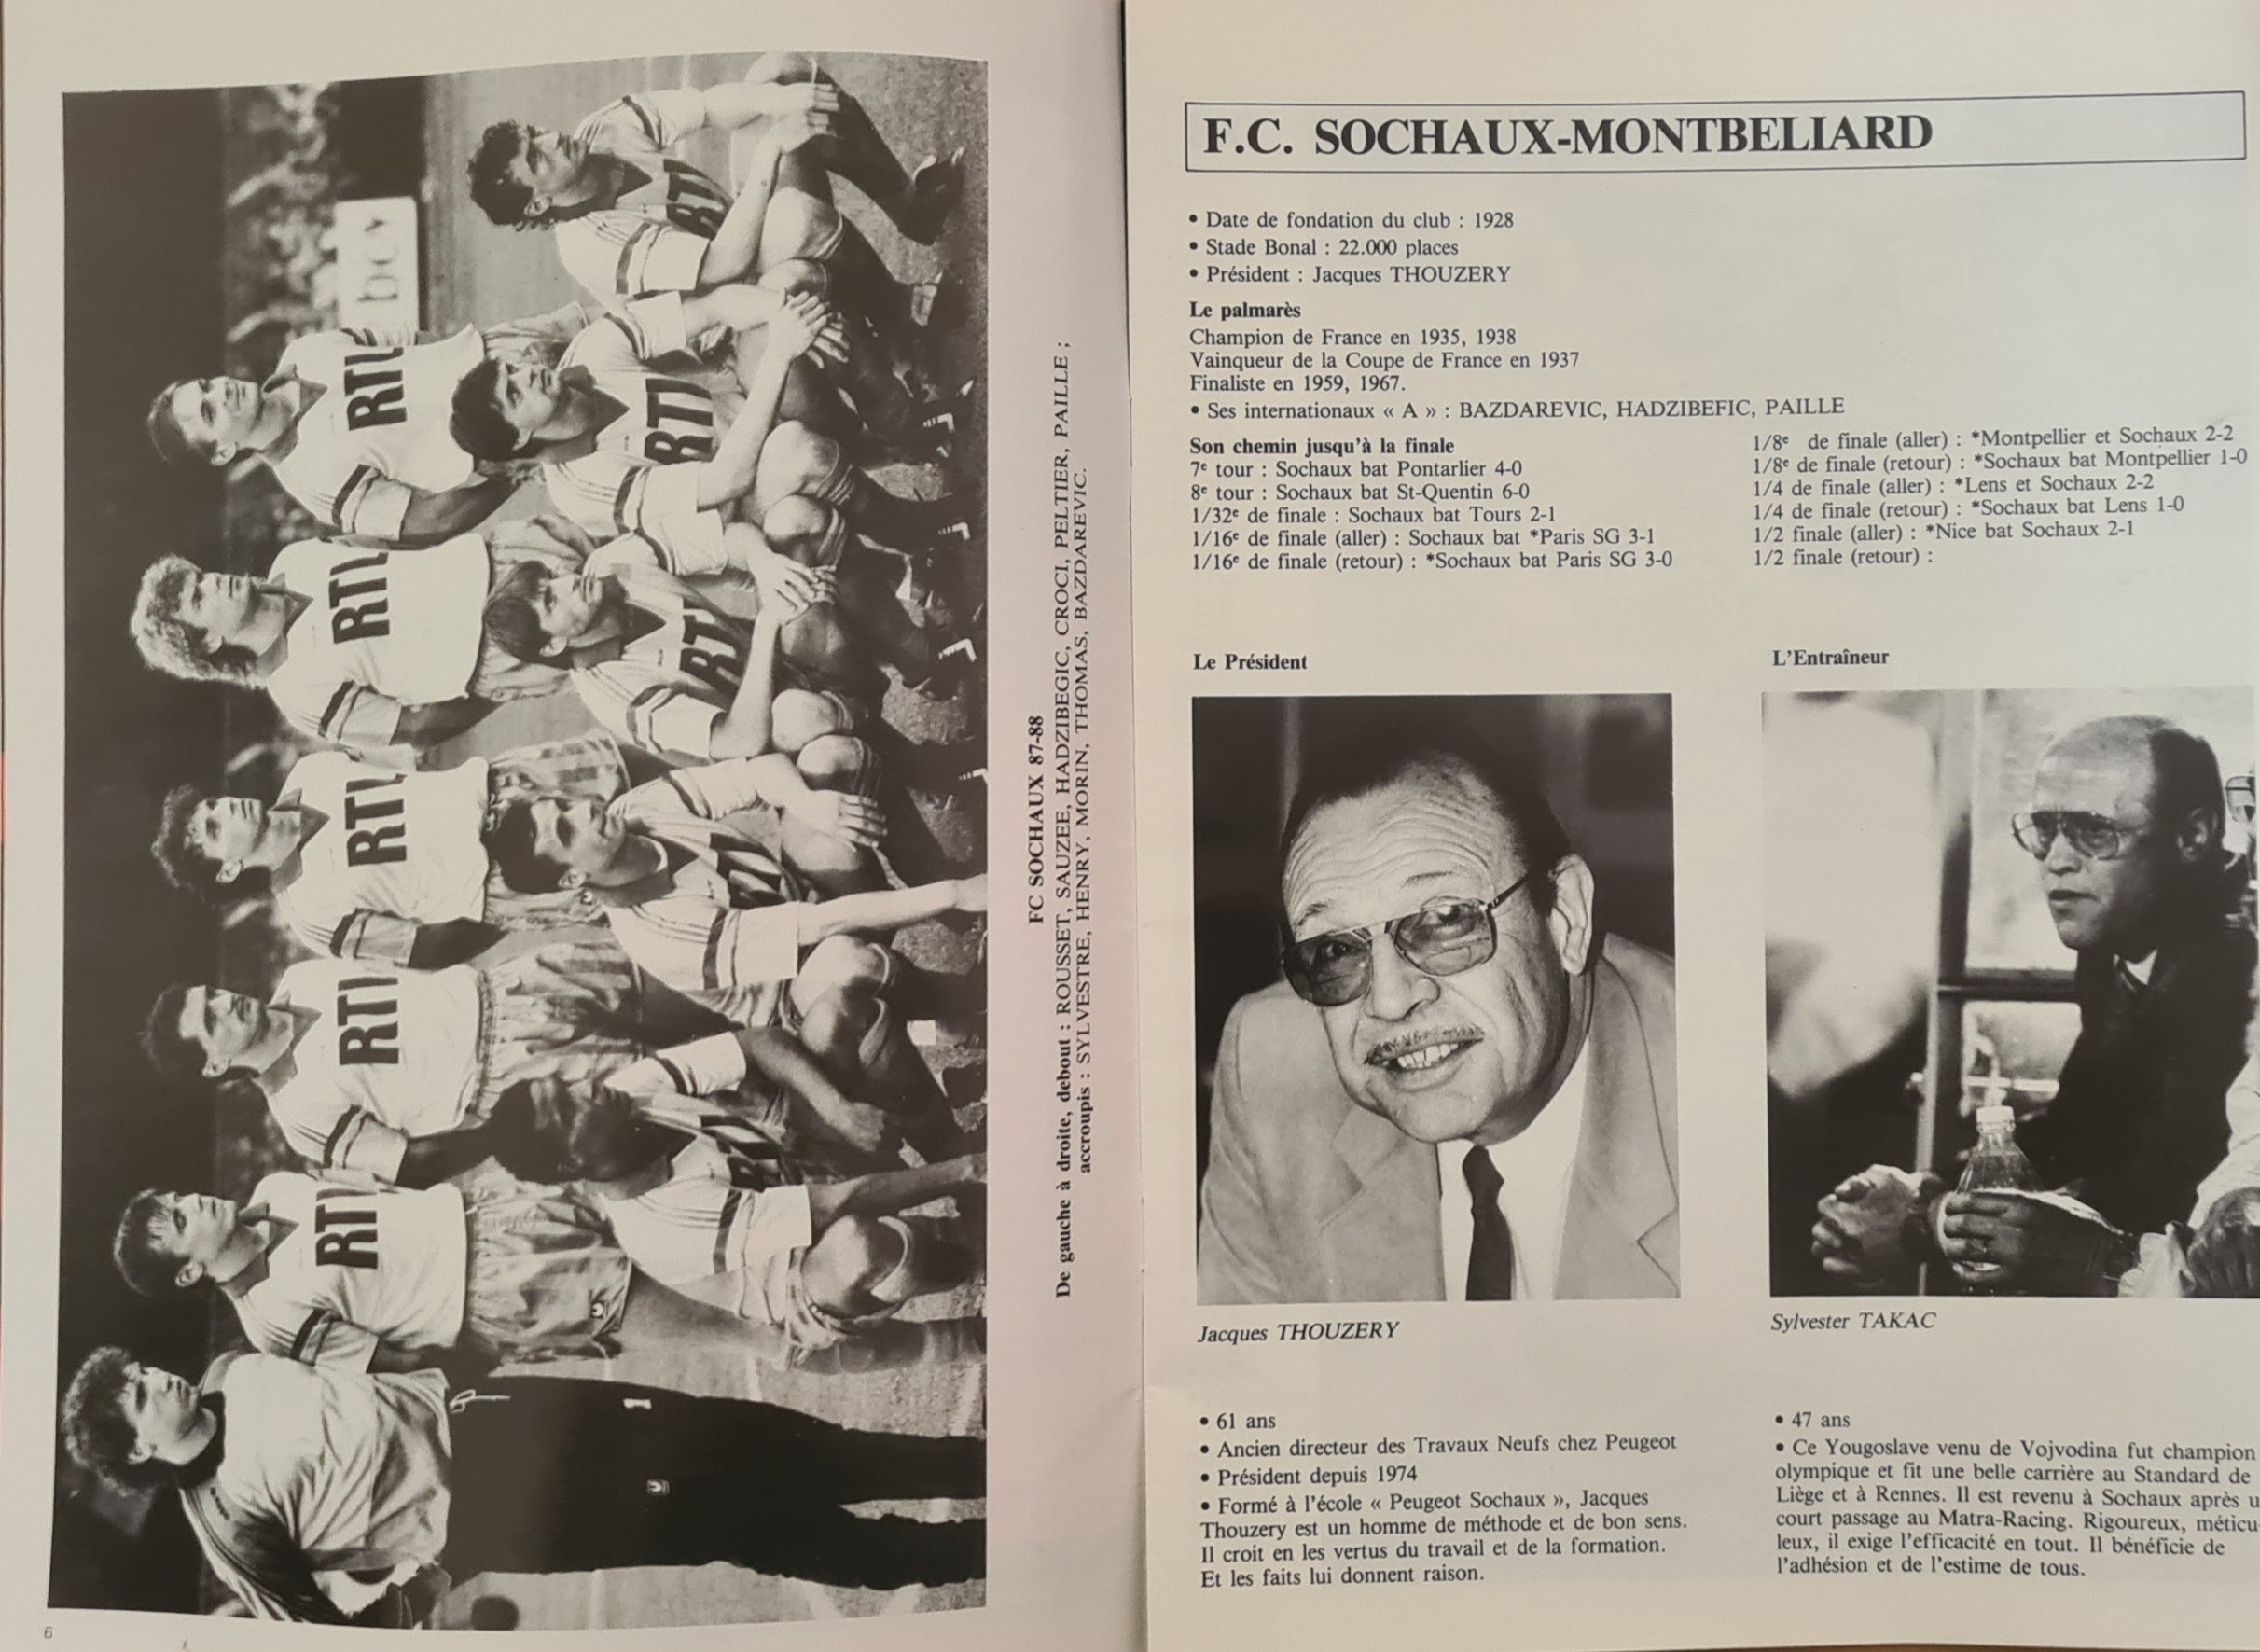 bcv
RTL
RTL
RTL
RTL
RTL
RTL
RTL
RTL
FC SOCHAUX 87-88
De gauche à droite, debout : ROUSSET, SAUZEE, HADZIBEGIC, CROCI, PELTIER, PAILLE ;
accroupis : SYLVESTRE, HENRY, MORIN, THOMAS, BAZDAREVIC.
6
F.C. SOCHAUX-MONTBELIARD
• Date de fondation du club : 1928
• Stade Bonal : 22.000 places
• Président : Jacques THOUZERY
Le palmarès
Champion de France en 1935, 1938
Vainqueur de la Coupe de France en 1937
Finaliste en 1959, 1967.
• Ses internationaux « A » : BAZDAREVIC, HADZIBEFIC, PAILLE
Son chemin jusqu'à la finale
7e tour : Sochaux bat Pontarlier 4-0
8e tour : Sochaux bat St-Quentin 6-0
1/32e de finale : Sochaux bat Tours 2-1
1/16e de finale (aller) : Sochaux bat *Paris SG 3-1
1/16e de finale (retour) : *Sochaux bat Paris SG 3-0
1/8e de finale (aller) : *Montpellier et Sochaux 2-2
1/8e de finale (retour) : *Sochaux bat Montpellier 1-0
1/4 de finale (aller) : *Lens et Sochaux 2-2
1/4 de finale (retour) : *Sochaux bat Lens 1-0
1/2 finale (aller) : *Nice bat Sochaux 2-1
1/2 finale (retour) :
Le Président
Jacques THOUZERY
• 61 ans
• Ancien directeur des Travaux Neufs chez Peugeot
• Président depuis 1974
• Formé à l'école « Peugeot Sochaux », Jacques
Thouzery est un homme de méthode et de bon sens.
Il croit en les vertus du travail et de la formation.
Et les faits lui donnent raison.
L'Entraîneur
Sylvester TAKAC
• 47 ans
• Ce Yougoslave venu de Vojvodina fut champion
olympique et fit une belle carrière au Standard de
Liège et à Rennes. Il est revenu à Sochaux après u
court passage au Matra-Racing. Rigoureux, méticu-
leux, il exige l'efficacité en tout. Il bénéficie de
l'adhésion et de l'estime de tous.